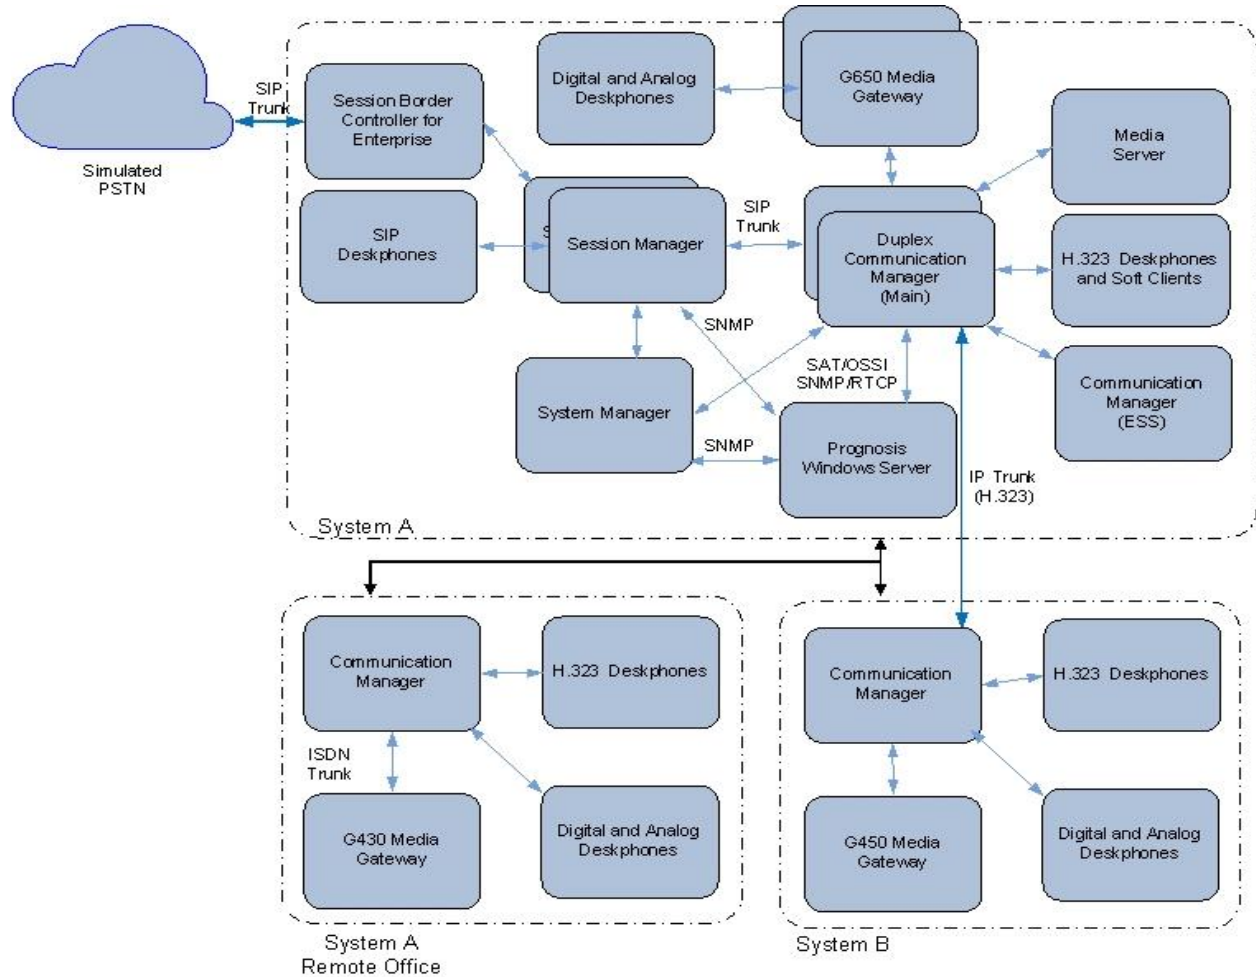 SIP
Trunk
Simulated
PSTN
Session Border
Controller for
Enterprise
Digital and Analog
Deskphones
G650 Media
Gateway
Media
Server
SIP
Deskphones
S
Session Manager
SIP
Trunk
Duplex
Communication
Manager
(Main)
H.323 Deskphones
and Soft Clients
SNMP
SAT/OSSI
SNMP/RTCP
Communication
Manager
(ESS)
System Manager
SNMP
Prognosis
Windows Server
IP Trunk
(H.323)
System A
Communication
Manager
H.323 Deskphones
ISDN
Trunk
G430 Media
Gateway
Digital and Analog
Deskphones
System A
Remote Office
Communication
Manager
H.323 Deskphones
G450 Media
Gateway
Digital and Analog
Deskphones
System B